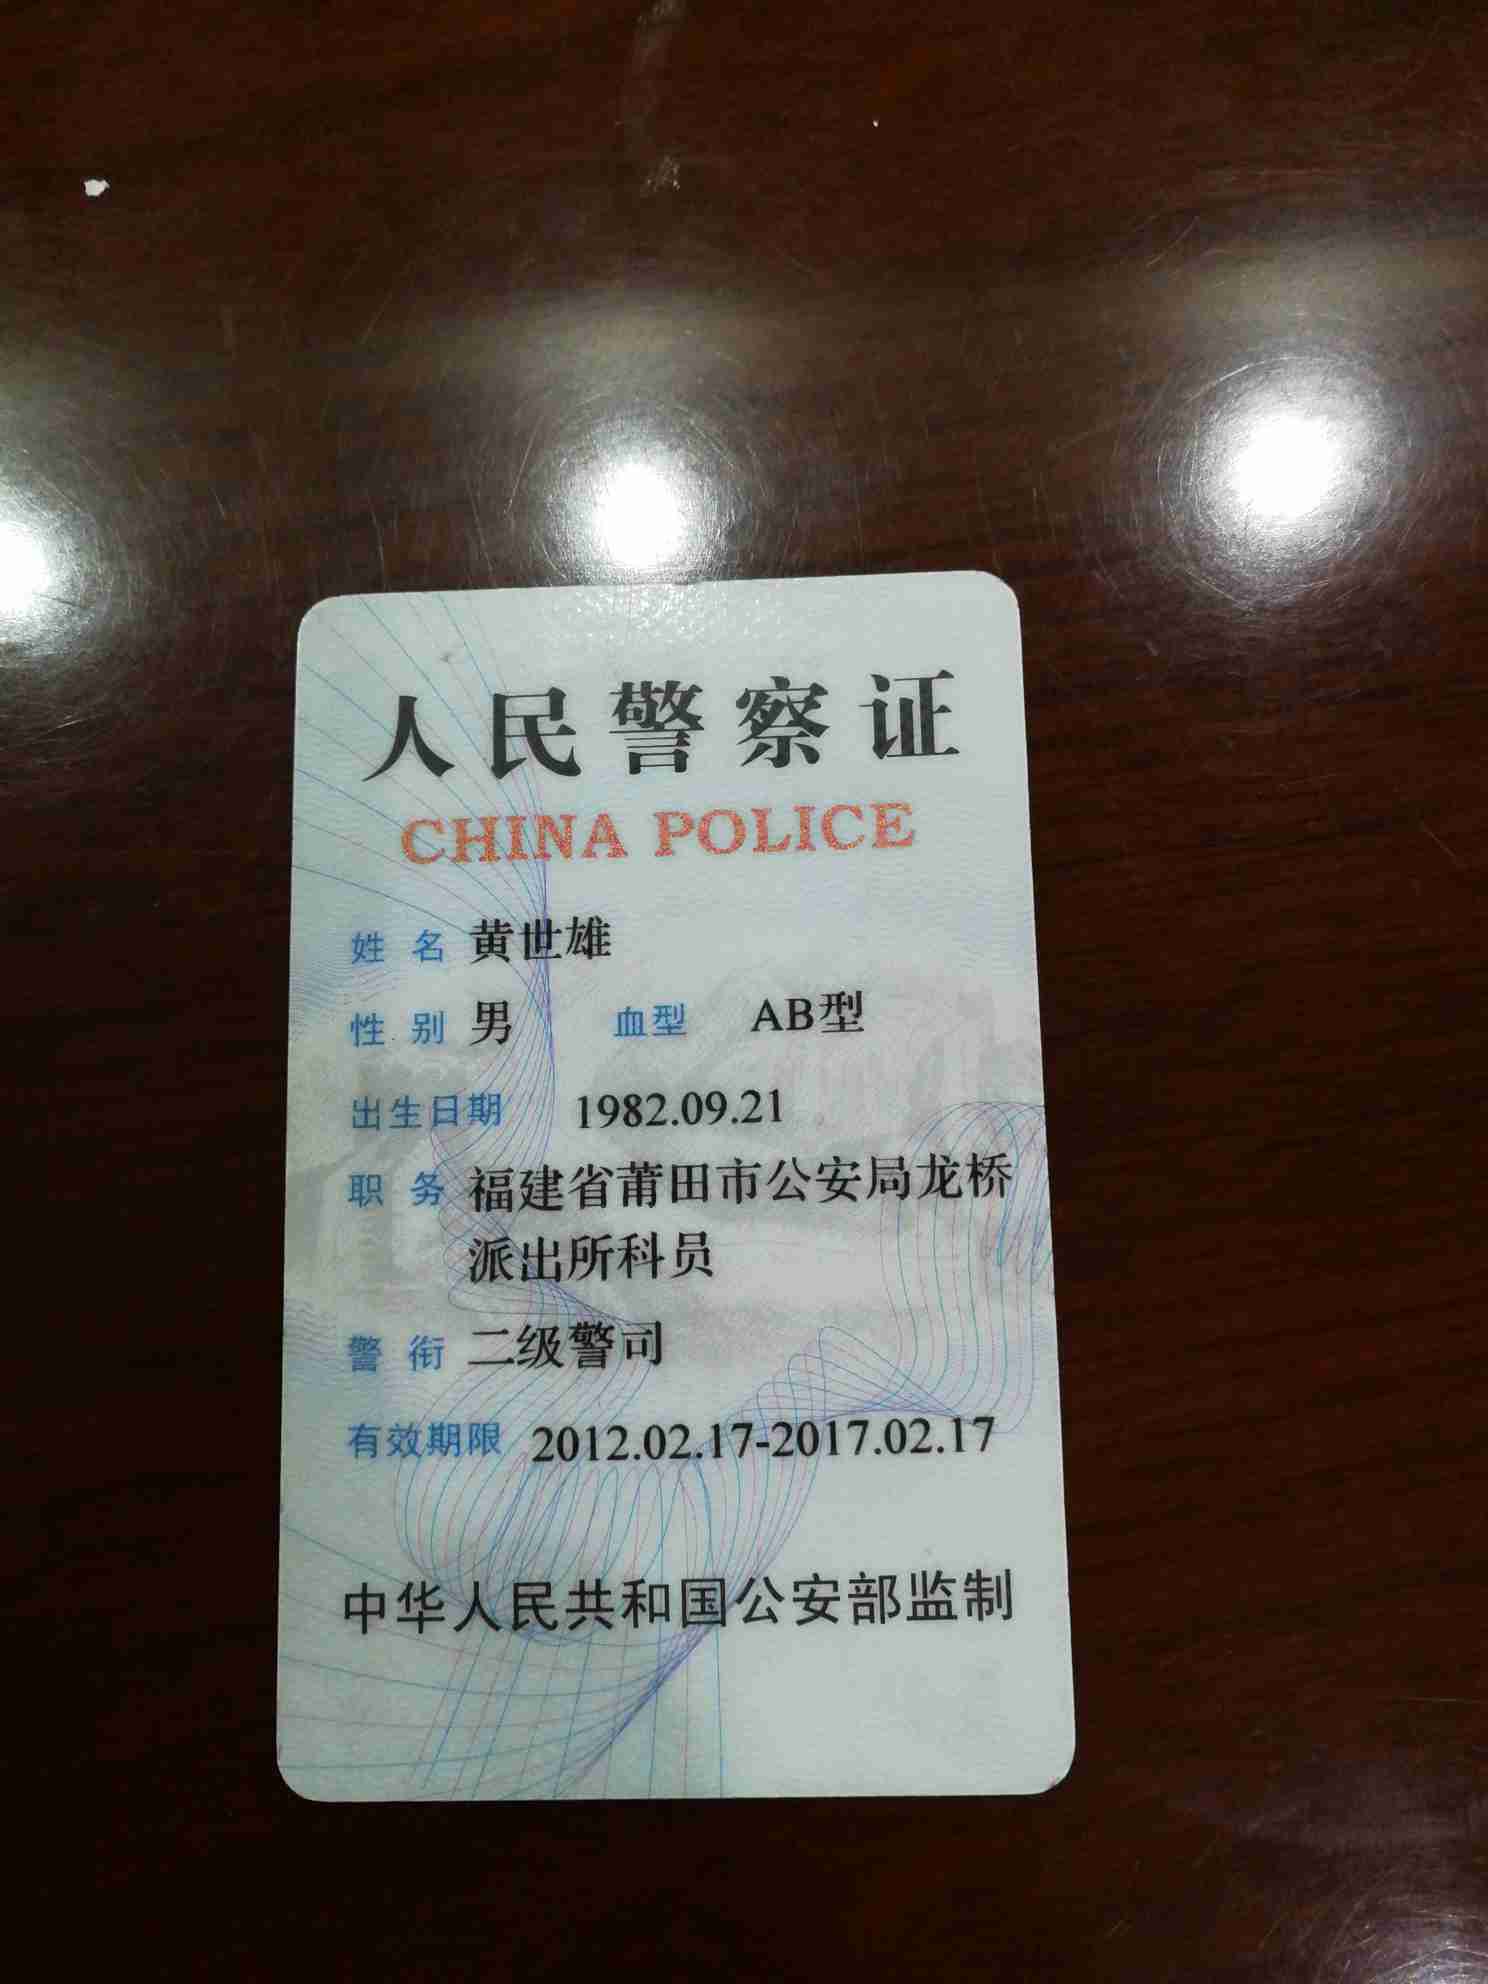 人民警察证
CHINA POLICE
姓名 黄世雄
性别 男 血型 AB型
出生日期 1982.09.21
职务 福建省莆田市公安局龙桥
派出所科员
警衔 二级警司
有效期限 2012.02.17-2017.02.17
中华人民共和国公安部监制